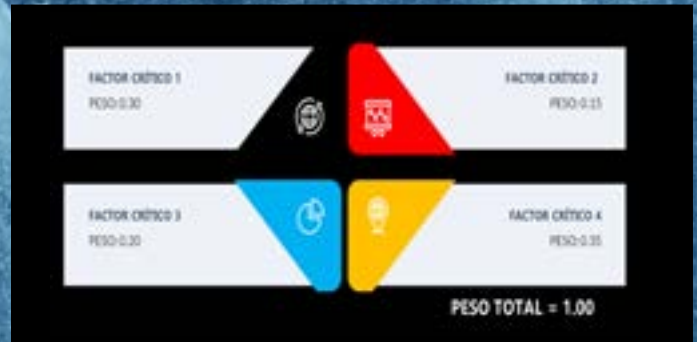 FACTOR CRÍTICO 1
PESO:0.30
FACTOR CRÍTICO 2
PESO:0.15
FACTOR CRÍTICO 3
PESO:0.20
FACTOR CRÍTICO 4
PESO:0.35
PESO TOTAL = 1.00